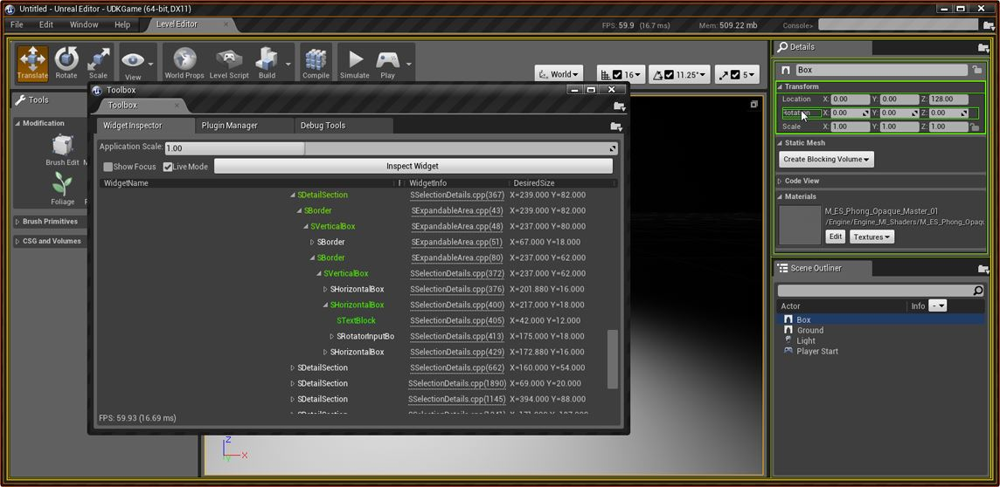 Untitled - Unreal Editor - UDKGame (64-bit,DX11)
File Edit Window Help Level Editor FPS: 59.9 (16.7 ms) Mem: 509.22 mb Console>
Translate Rotate Scale View World Props Level Script Build Compile Simulate Play
World 16 11.25° 5
Tools
Modification
Brush Edit
Foliage
Brush Primitives
CSG and Volumes
Toolbox
Toolbox
Widget Inspector Plugin Manager Debug Tools
Application Scale: 1.00
Show Focus Live Mode Inspect Widget
WidgetName F WidgetInfo DesiredSize
SDetailSection SSelectionDetails.cpp(367) X=239.000 Y=82.000
SBorder SExpandableArea.cpp(43) X=239.000 Y=82.000
SVerticalBox SExpandableArea.cpp(48) X=237.000 Y=80.000
SBorder SExpandableArea.cpp(51) X=67.000 Y=18.000
SBorder SExpandableArea.cpp(80) X=237.000 Y=62.000
SVerticalBox SSelectionDetails.cpp(372) X=237.000 Y=62.000
SHorizontalBox SSelectionDetails.cpp(376) X=201.880 Y=16.000
SHorizontalBox SSelectionDetails.cpp(400) X=217.000 Y=18.000
STextBlock SSelectionDetails.cpp(405) X=42.000 Y=12.000
SRotatorInputBo SSelectionDetails.cpp(413) X=175.000 Y=18.000
SHorizontalBox SSelectionDetails.cpp(429) X=172.880 Y=16.000
SDetailSection SSelectionDetails.cpp(662) X=160.000 Y=54.000
SDetailSection SSelectionDetails.cpp(1890) X=69.000 Y=20.000
SDetailSection SSelectionDetails.cpp(1145) X=394.000 Y=88.000
FPS: 59.93 (16.69 ms)
Z
X
Y
Details
Box
Transform
Location X: 0.00 Y: 0.00 Z: 128.00
Rotation X: 0.00 Y: 0.00 Z: 0.00
Scale X: 1.00 Y: 1.00 Z: 1.00
Static Mesh
Create Blocking Volume
Code View
Materials
M_ES_Phong_Opaque_Master_01
/Engine/Engine_MI_Shaders/M_ES_Phong_Opaqu
Edit Textures
Scene Outliner
Actor Info -
Box
Ground
Light
Player Start